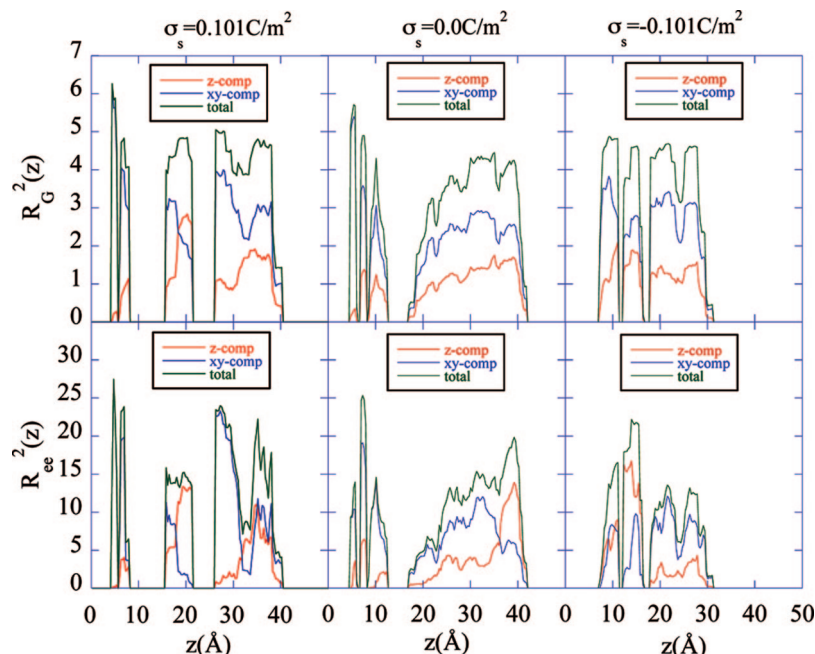 σs=0.101C/m² σs=0.0C/m² σs=-0.101C/m²
7
6
5
4
3
2
1
0
R_G²(z)
z-comp
xy-comp
total
z-comp
xy-comp
total
z-comp
xy-comp
total
30
25
20
15
10
5
0
R_ee²(z)
z-comp
xy-comp
total
z-comp
xy-comp
total
z-comp
xy-comp
total
0 10 20 30 40 0 10 20 30 40 0 10 20 30 40 50
z(Å) z(Å) z(Å)